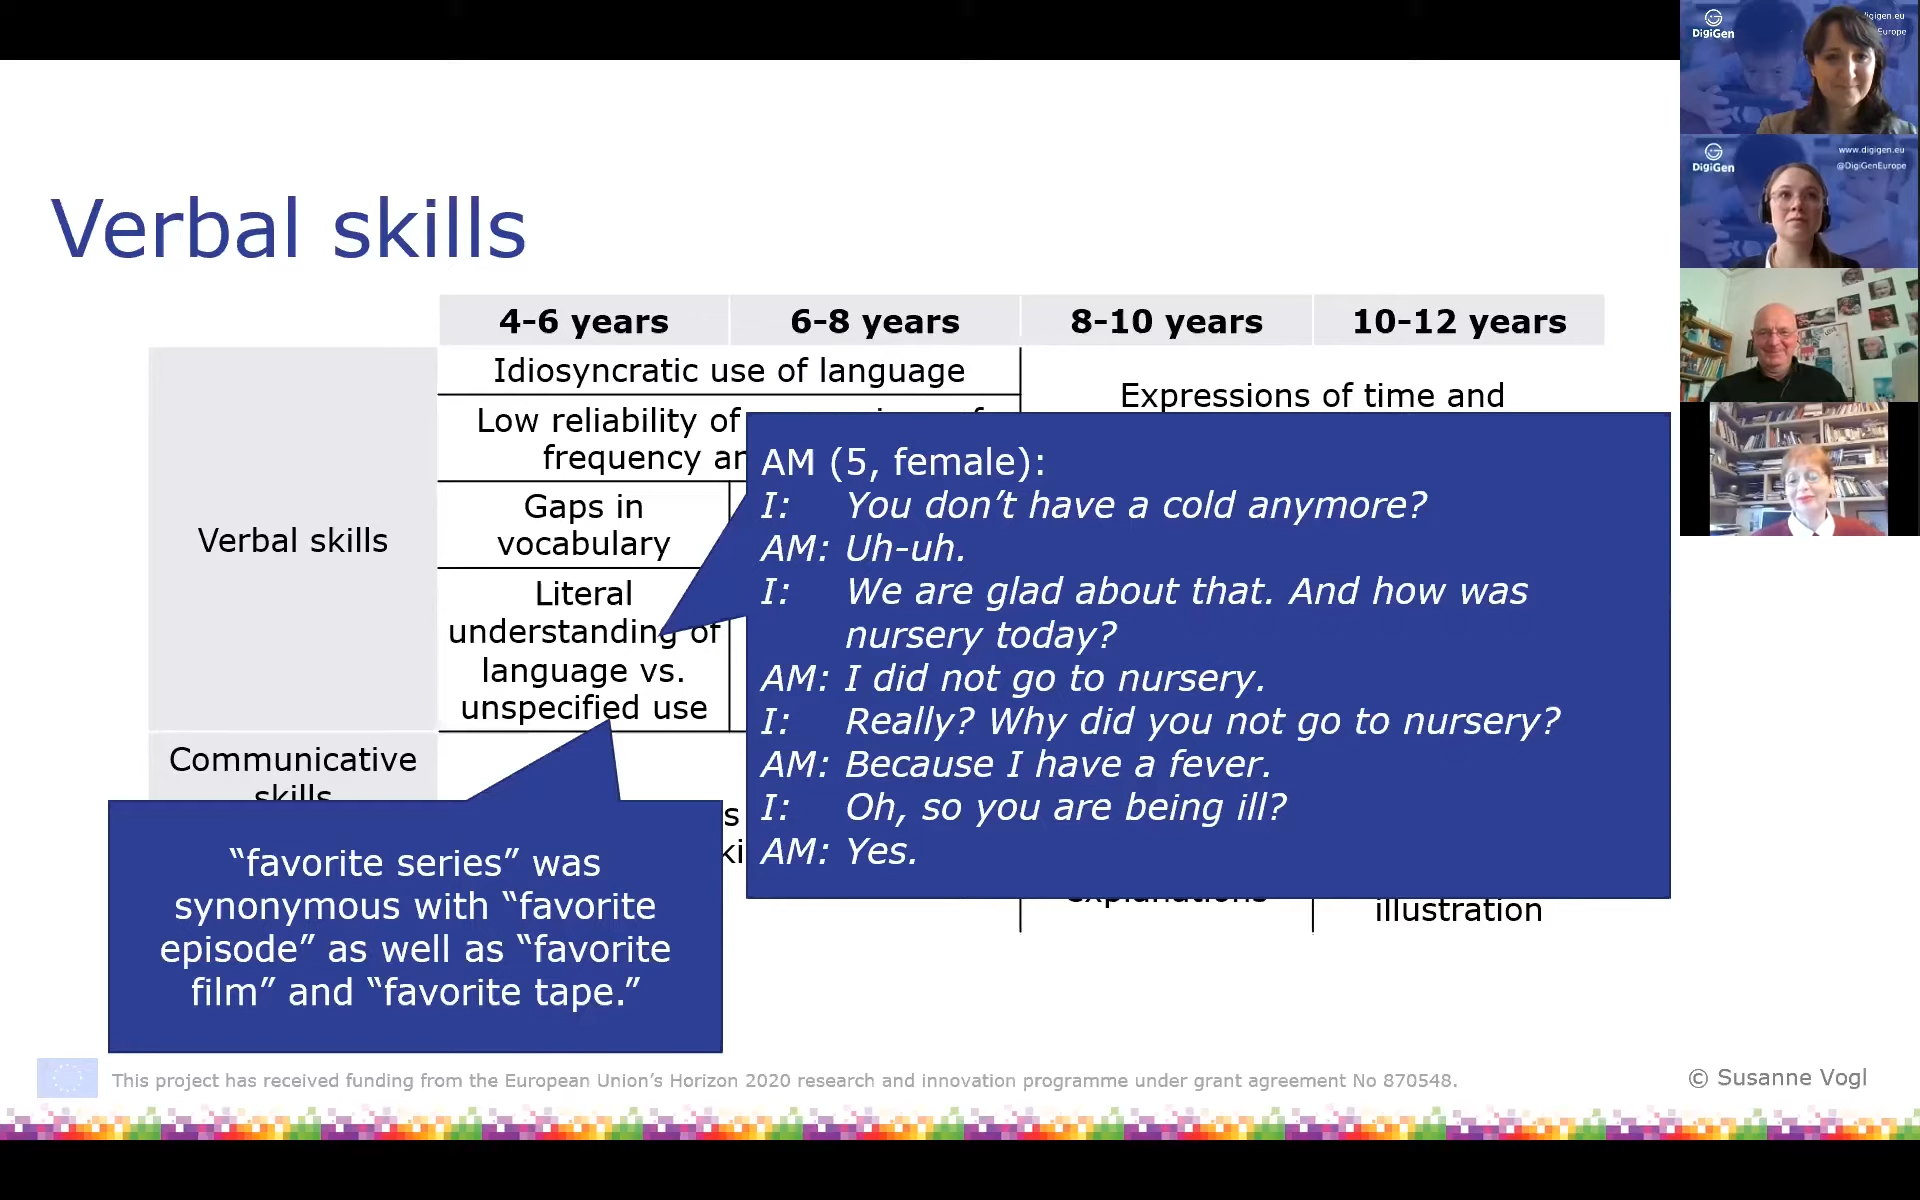 DigiGen
digigen.eu
Verbal skills
DigiGen
www.digigen.eu
@DigiGenEurope
4-6 years 6-8 years 8-10 years 10-12 years
Idiosyncratic use of language
Expressions of time and
Low reliability of
frequency
Verbal skills
Gaps in
vocabulary
Literal
understanding of
language vs.
unspecified use
Communicative
skills
AM (5, female):
I: You don’t have a cold anymore?
AM: Uh-uh.
I: We are glad about that. And how was
nursery today?
AM: I did not go to nursery.
I: Really? Why did you not go to nursery?
AM: Because I have a fever.
I: Oh, so you are being ill?
AM: Yes.
explanations
illustration
“favorite series” was
synonymous with “favorite
episode” as well as “favorite
film” and “favorite tape.”
This project has received funding from the European Union’s Horizon 2020 research and innovation programme under grant agreement No 870548.
© Susanne Vogl